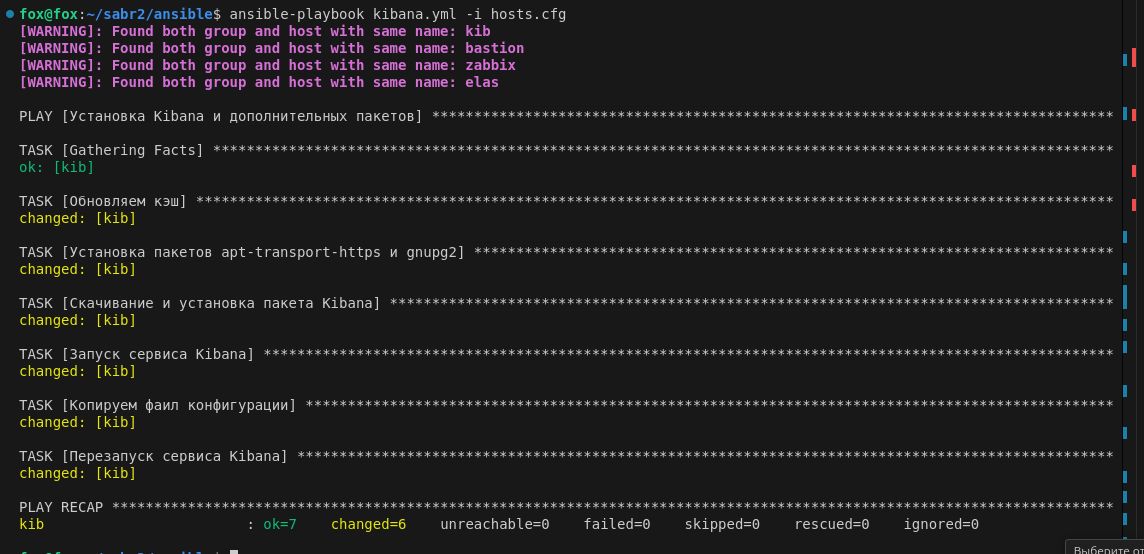 fox@fox:~/sabr2/ansible$ ansible-playbook kibana.yml -i hosts.cfg
[WARNING]: Found both group and host with same name: kib
[WARNING]: Found both group and host with same name: bastion
[WARNING]: Found both group and host with same name: zabbix
[WARNING]: Found both group and host with same name: elas
PLAY [Установка Kibana и дополнительных пакетов] *********************************************************************************
TASK [Gathering Facts] ***********************************************************************************************************
ok: [kib]
TASK [Обновляем кэш] *************************************************************************************************************
changed: [kib]
TASK [Установка пакетов apt-transport-https и gnupg2] ****************************************************************************
changed: [kib]
TASK [Скачивание и установка пакета Kibana] **************************************************************************************
changed: [kib]
TASK [Запуск сервиса Kibana] *****************************************************************************************************
changed: [kib]
TASK [Копируем фаил конфигурации] ************************************************************************************************
changed: [kib]
TASK [Перезапуск сервиса Kibana] *************************************************************************************************
changed: [kib]
PLAY RECAP ***********************************************************************************************************************
kib : ok=7 changed=6 unreachable=0 failed=0 skipped=0 rescued=0 ignored=0
Выберите